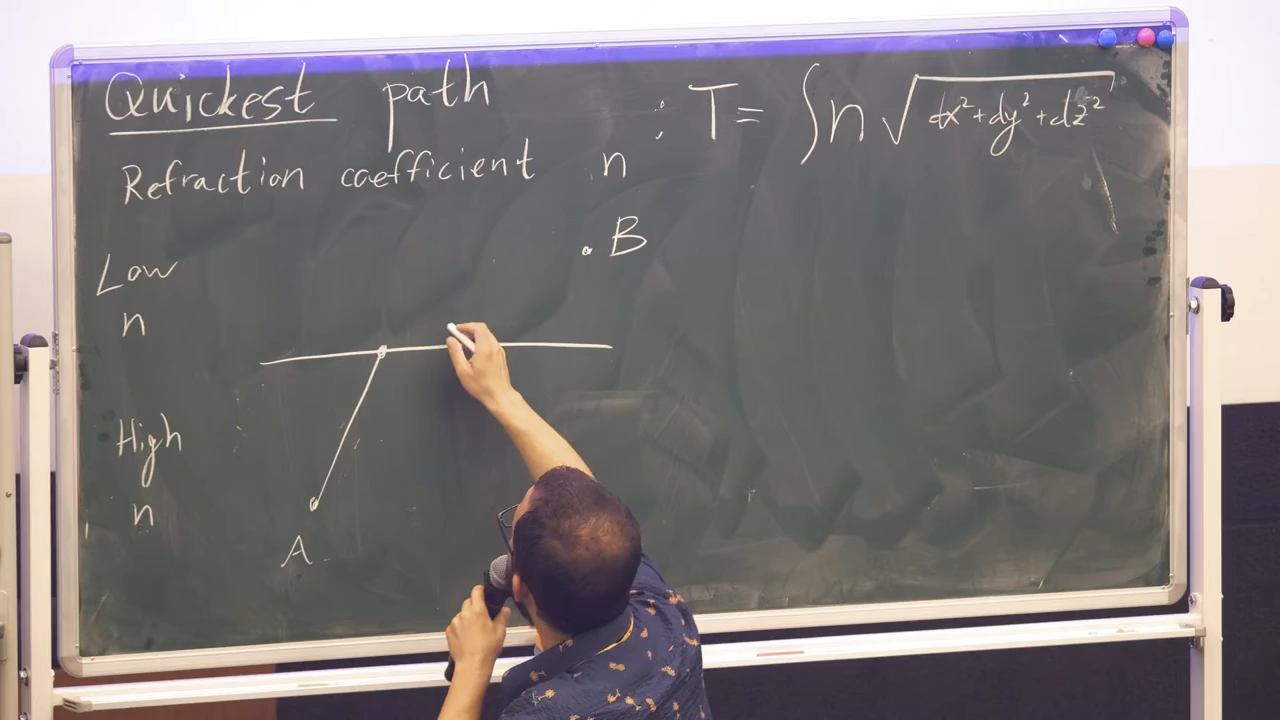 Quickest path : T = ∫n √dx²+dy²+dz²
Refraction coefficient n
. B
Low
n
High
n
A